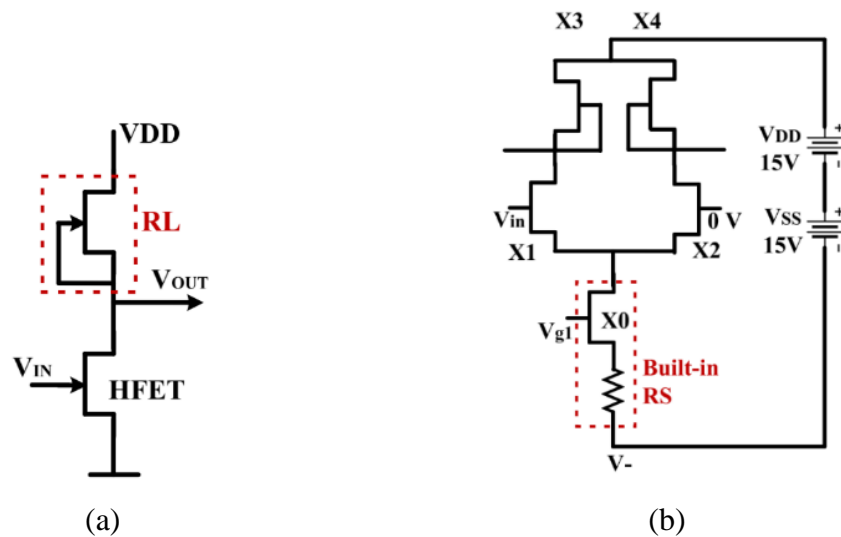 VDD
RL
VOUT
VIN
HFET
(a)
X3 X4
VDD
15V
+
-
VSS
15V
+
-
Vin
0 V
X1
X2
Vg1
X0
Built-in
RS
V-
(b)